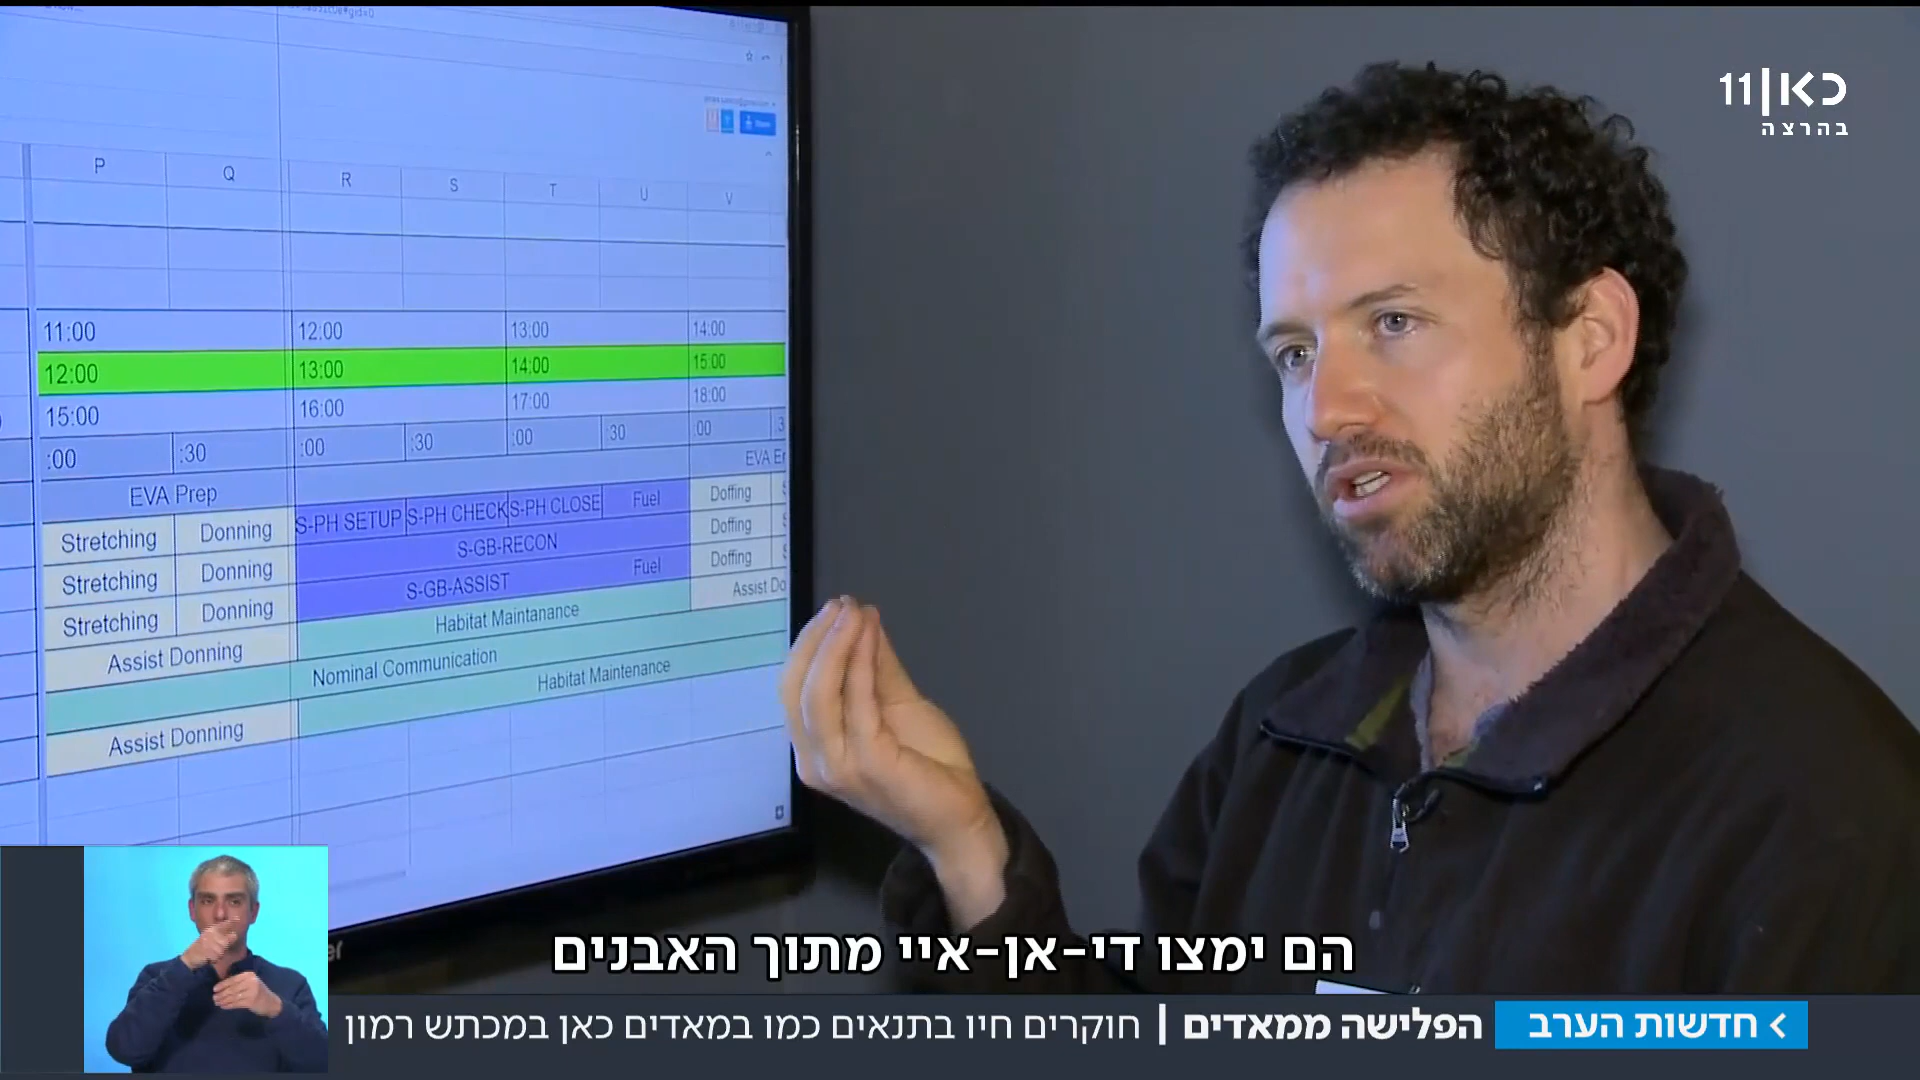 כאן 11
בהרצה
P Q R S T U V
11:00 12:00 13:00 14:00
12:00 13:00 14:00 15:00
15:00 16:00 17:00 18:00
:00 :30 :00 :30 :00 :30 :00
EVA Prep
Stretching Donning S-PH SETUP S-PH CHECK S-PH CLOSE Fuel Doffing
Stretching Donning S-GB-RECON Doffing
Stretching Donning S-GB-ASSIST Fuel Doffing
Assist Donning Habitat Maintanance
Nominal Communication
Assist Donning Habitat Maintenance
הם ימצו די-אן-איי מתוך האבנים
חדשות הערב
הפלישה ממאדים | חוקרים חיו בתנאים כמו במאדים כאן במכתש רמון